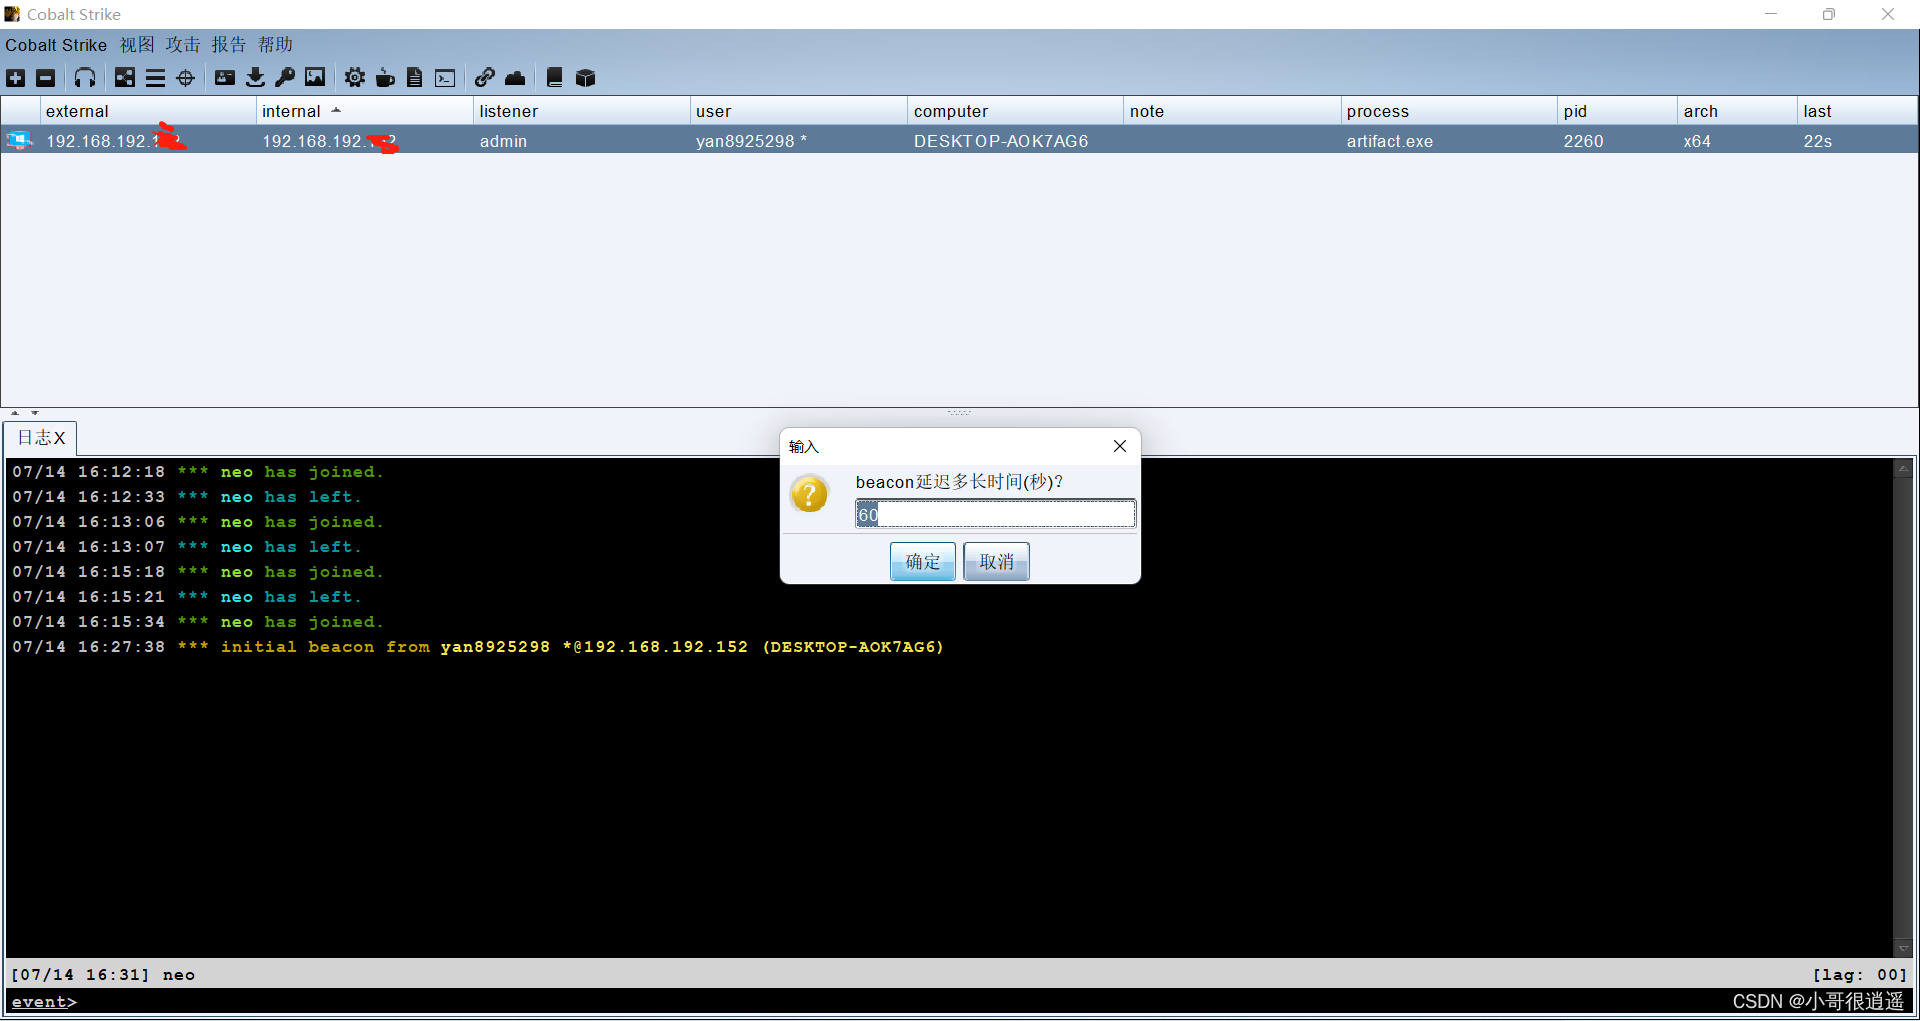 Cobalt Strike
Cobalt Strike 视图 攻击 报告 帮助
external internal listener user computer note process pid arch last
192.168.192. 192.168.192. admin yan8925298 * DESKTOP-AOK7AG6 artifact.exe 2260 x64 22s
日志X
输入
beacon延迟多长时间(秒)?
60
确定 取消
07/14 16:12:18 *** neo has joined.
07/14 16:12:33 *** neo has left.
07/14 16:13:06 *** neo has joined.
07/14 16:13:07 *** neo has left.
07/14 16:15:18 *** neo has joined.
07/14 16:15:21 *** neo has left.
07/14 16:15:34 *** neo has joined.
07/14 16:27:38 *** initial beacon from yan8925298 *@192.168.192.152 (DESKTOP-AOK7AG6)
[07/14 16:31] neo [lag: 00]
event>
CSDN @小哥很逍遥